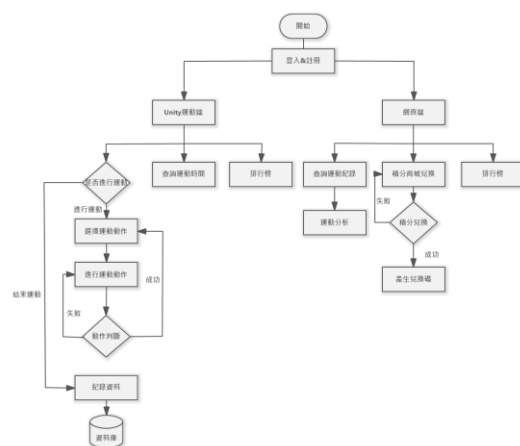 開始
登入&註冊
Unity運動端
網頁端
是否進行運動
查詢運動時間
排行榜
查詢運動紀錄
積分商城兌換
排行榜
進行運動
失敗
選擇運動動作
運動分析
積分兌換
成功
進行運動動作
成功
產生兌換碼
結束運動
失敗
動作判斷
記錄資料
資料庫